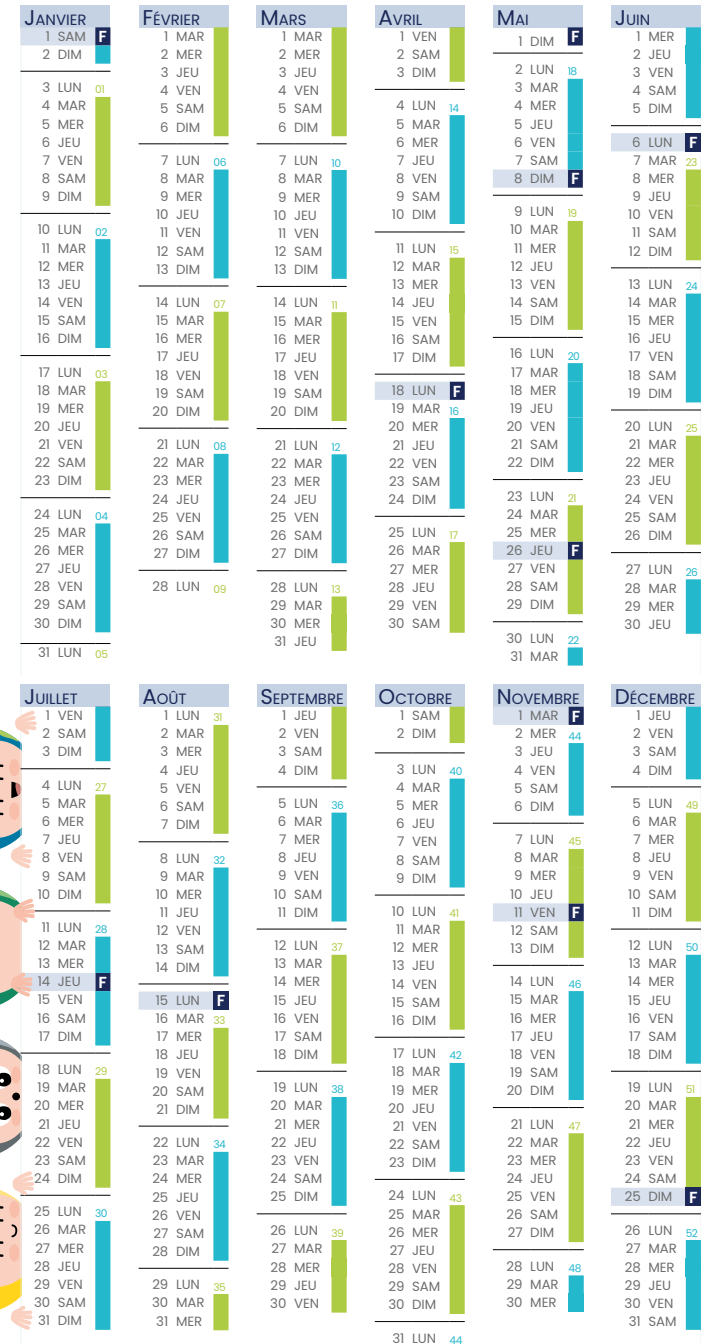 JANVIER
1 SAM F
2 DIM
3 LUN 01
4 MAR
5 MER
6 JEU
7 VEN
8 SAM
9 DIM
10 LUN 02
11 MAR
12 MER
13 JEU
14 VEN
15 SAM
16 DIM
17 LUN 03
18 MAR
19 MER
20 JEU
21 VEN
22 SAM
23 DIM
24 LUN 04
25 MAR
26 MER
27 JEU
28 VEN
29 SAM
30 DIM
31 LUN 05
FÉVRIER
1 MAR
2 MER
3 JEU
4 VEN
5 SAM
6 DIM
7 LUN 06
8 MAR
9 MER
10 JEU
11 VEN
12 SAM
13 DIM
14 LUN 07
15 MAR
16 MER
17 JEU
18 VEN
19 SAM
20 DIM
21 LUN 08
22 MAR
23 MER
24 JEU
25 VEN
26 SAM
27 DIM
28 LUN 09
MARS
1 MAR
2 MER
3 JEU
4 VEN
5 SAM
6 DIM
7 LUN 10
8 MAR
9 MER
10 JEU
11 VEN
12 SAM
13 DIM
14 LUN 11
15 MAR
16 MER
17 JEU
18 VEN
19 SAM
20 DIM
21 LUN 12
22 MAR
23 MER
24 JEU
25 VEN
26 SAM
27 DIM
28 LUN 13
29 MAR
30 MER
31 JEU
AVRIL
1 VEN
2 SAM
3 DIM
4 LUN 14
5 MAR
6 MER
7 JEU
8 VEN
9 SAM
10 DIM
11 LUN 15
12 MAR
13 MER
14 JEU
15 VEN
16 SAM
17 DIM
18 LUN F
19 MAR 16
20 MER
21 JEU
22 VEN
23 SAM
24 DIM
25 LUN 17
26 MAR
27 MER
28 JEU
29 VEN
30 SAM
MAI
1 DIM F
2 LUN 18
3 MAR
4 MER
5 JEU
6 VEN
7 SAM
8 DIM F
9 LUN 19
10 MAR
11 MER
12 JEU
13 VEN
14 SAM
15 DIM
16 LUN 20
17 MAR
18 MER
19 JEU
20 VEN
21 SAM
22 DIM
23 LUN 21
24 MAR
25 MER
26 JEU F
27 VEN
28 SAM
29 DIM
30 LUN 22
31 MAR
JUIN
1 MER
2 JEU
3 VEN
4 SAM
5 DIM
6 LUN F
7 MAR 23
8 MER
9 JEU
10 VEN
11 SAM
12 DIM
13 LUN 24
14 MAR
15 MER
16 JEU
17 VEN
18 SAM
19 DIM
20 LUN 25
21 MAR
22 MER
23 JEU
24 VEN
25 SAM
26 DIM
27 LUN 26
28 MAR
29 MER
30 JEU
JUILLET
1 VEN
2 SAM
3 DIM
4 LUN 27
5 MAR
6 MER
7 JEU
8 VEN
9 SAM
10 DIM
11 LUN 28
12 MAR
13 MER
14 JEU F
15 VEN
16 SAM
17 DIM
18 LUN 29
19 MAR
20 MER
21 JEU
22 VEN
23 SAM
24 DIM
25 LUN 30
26 MAR
27 MER
28 JEU
29 VEN
30 SAM
31 DIM
AOÛT
1 LUN 31
2 MAR
3 MER
4 JEU
5 VEN
6 SAM
7 DIM
8 LUN 32
9 MAR
10 MER
11 JEU
12 VEN
13 SAM
14 DIM
15 LUN F
16 MAR 33
17 MER
18 JEU
19 VEN
20 SAM
21 DIM
22 LUN 34
23 MAR
24 MER
25 JEU
26 VEN
27 SAM
28 DIM
29 LUN 35
30 MAR
31 MER
SEPTEMBRE
1 JEU
2 VEN
3 SAM
4 DIM
5 LUN 36
6 MAR
7 MER
8 JEU
9 VEN
10 SAM
11 DIM
12 LUN 37
13 MAR
14 MER
15 JEU
16 VEN
17 SAM
18 DIM
19 LUN 38
20 MAR
21 MER
22 JEU
23 VEN
24 SAM
25 DIM
26 LUN 39
27 MAR
28 MER
29 JEU
30 VEN
OCTOBRE
1 SAM
2 DIM
3 LUN 40
4 MAR
5 MER
6 JEU
7 VEN
8 SAM
9 DIM
10 LUN 41
11 MAR
12 MER
13 JEU
14 VEN
15 SAM
16 DIM
17 LUN 42
18 MAR
19 MER
20 JEU
21 VEN
22 SAM
23 DIM
24 LUN 43
25 MAR
26 MER
27 JEU
28 VEN
29 SAM
30 DIM
31 LUN 44
NOVEMBRE
1 MAR F
2 MER 44
3 JEU
4 VEN
5 SAM
6 DIM
7 LUN 45
8 MAR
9 MER
10 JEU
11 VEN F
12 SAM
13 DIM
14 LUN 46
15 MAR
16 MER
17 JEU
18 VEN
19 SAM
20 DIM
21 LUN 47
22 MAR
23 MER
24 JEU
25 VEN
26 SAM
27 DIM
28 LUN 48
29 MAR
30 MER
DÉCEMBRE
1 JEU
2 VEN
3 SAM
4 DIM
5 LUN 49
6 MAR
7 MER
8 JEU
9 VEN
10 SAM
11 DIM
12 LUN 50
13 MAR
14 MER
15 JEU
16 VEN
17 SAM
18 DIM
19 LUN 51
20 MAR
21 MER
22 JEU
23 VEN
24 SAM
25 DIM F
26 LUN 52
27 MAR
28 MER
29 JEU
30 VEN
31 SAM